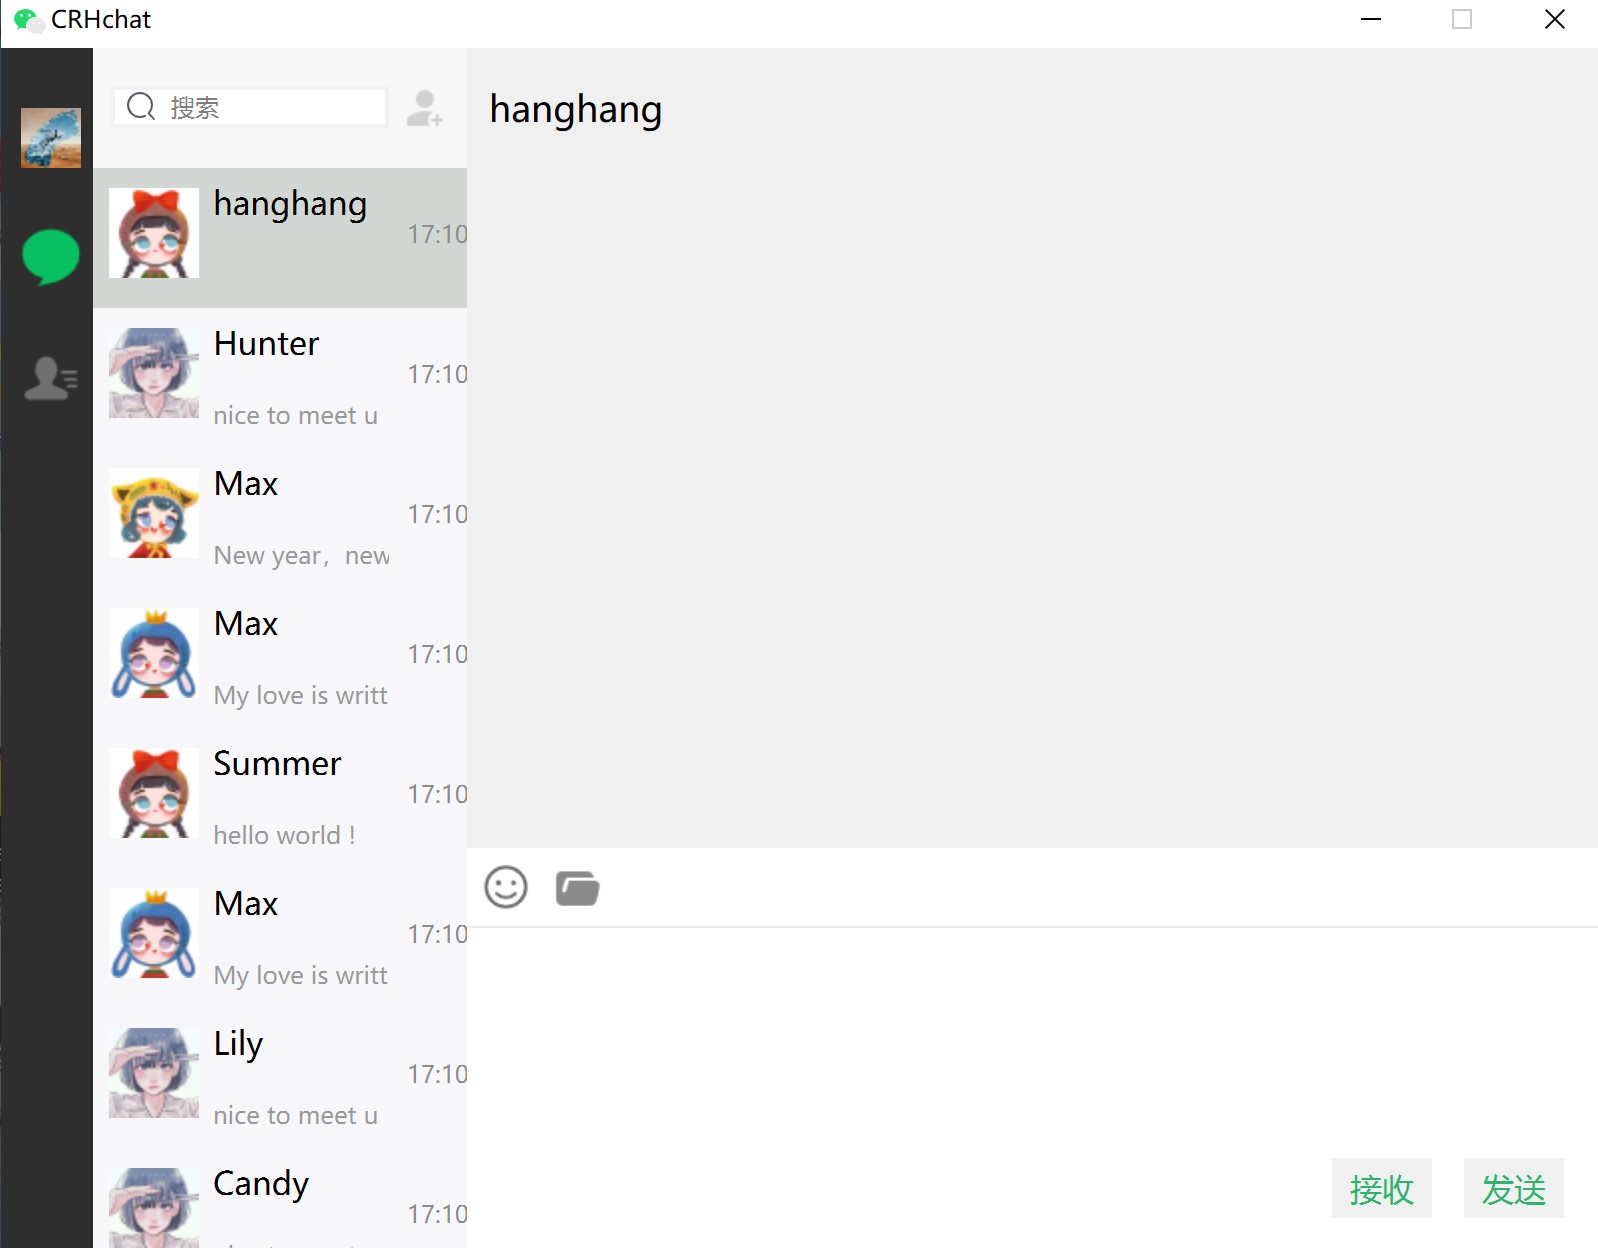 CRHchat
搜索
hanghang
hanghang
17:10
Hunter
17:10
nice to meet u
Max
17:10
New year，new
Max
17:10
My love is writt
Summer
17:10
hello world !
Max
17:10
My love is writt
Lily
17:10
nice to meet u
Candy
17:10
接收
发送